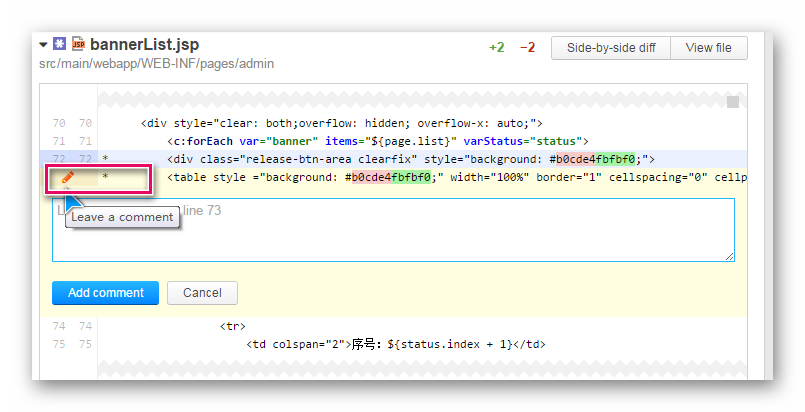 bannerList.jsp +2 −2 Side-by-side diff View file
JSP
src/main/webapp/WEB-INF/pages/admin
70 70 <div style="clear: both;overflow: hidden; overflow-x: auto;">
71 71 <c:forEach var="banner" items="${page.list}" varStatus="status">
72 72 * <div class="release-btn-area clearfix" style="background: #b0cde4fbfbf0;">
* <table style ="background: #b0cde4fbfbf0;" width="100%" border="1" cellspacing="0" cellp
Leave a comment
line 73
Add comment Cancel
74 74 <tr>
75 75 <td colspan="2">序号：${status.index + 1}</td>